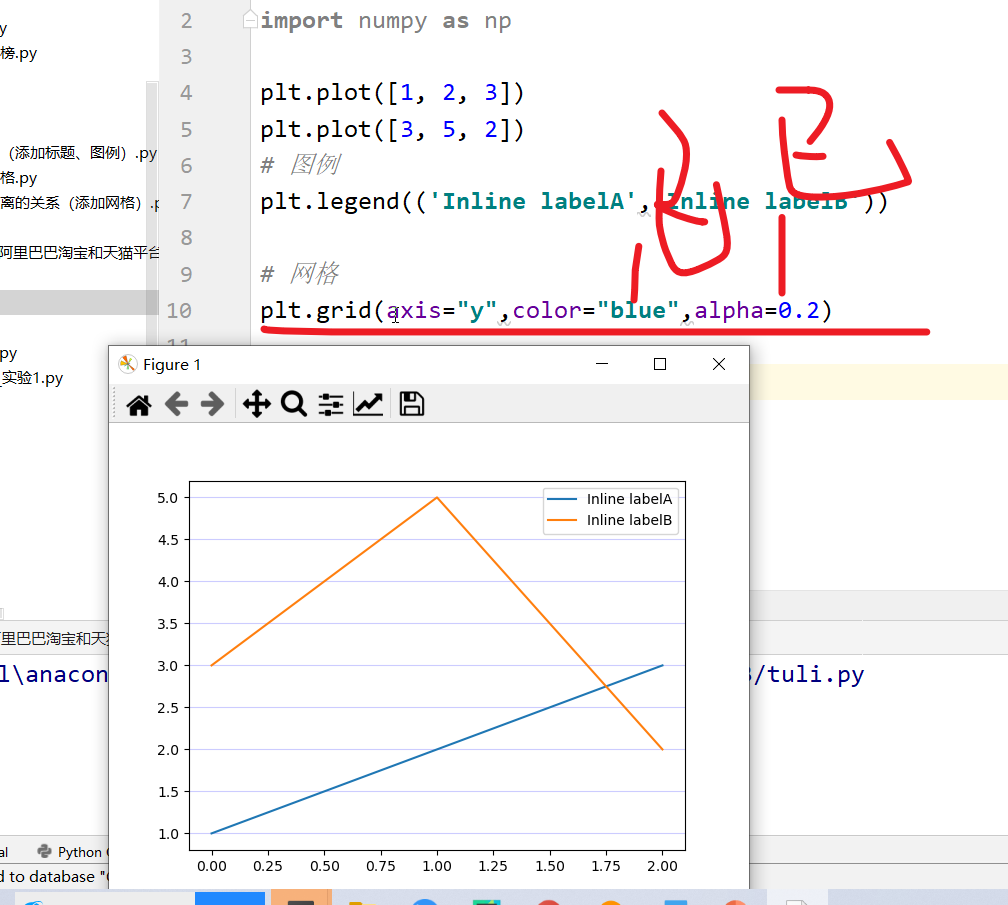 2 import numpy as np
y
榜.py
3
4 plt.plot([1, 2, 3])
5 plt.plot([3, 5, 2])
(添加标题、图例).py
6 # 图例
格.py
7 plt.legend(('Inline labelA', 'Inline labelB'))
离的关系(添加网格).p
8
阿里巴巴淘宝和天猫平台
9 # 网格
10 plt.grid(axis="y",color="blue",alpha=0.2)
11
py
_实验1.py
Figure 1
5.0
4.5
4.0
3.5
3.0
2.5
2.0
1.5
1.0
Inline labelA
Inline labelB
0.00 0.25 0.50 0.75 1.00 1.25 1.50 1.75 2.00
里巴巴淘宝和天
l\anacon
/tuli.py
al Python
d to database "